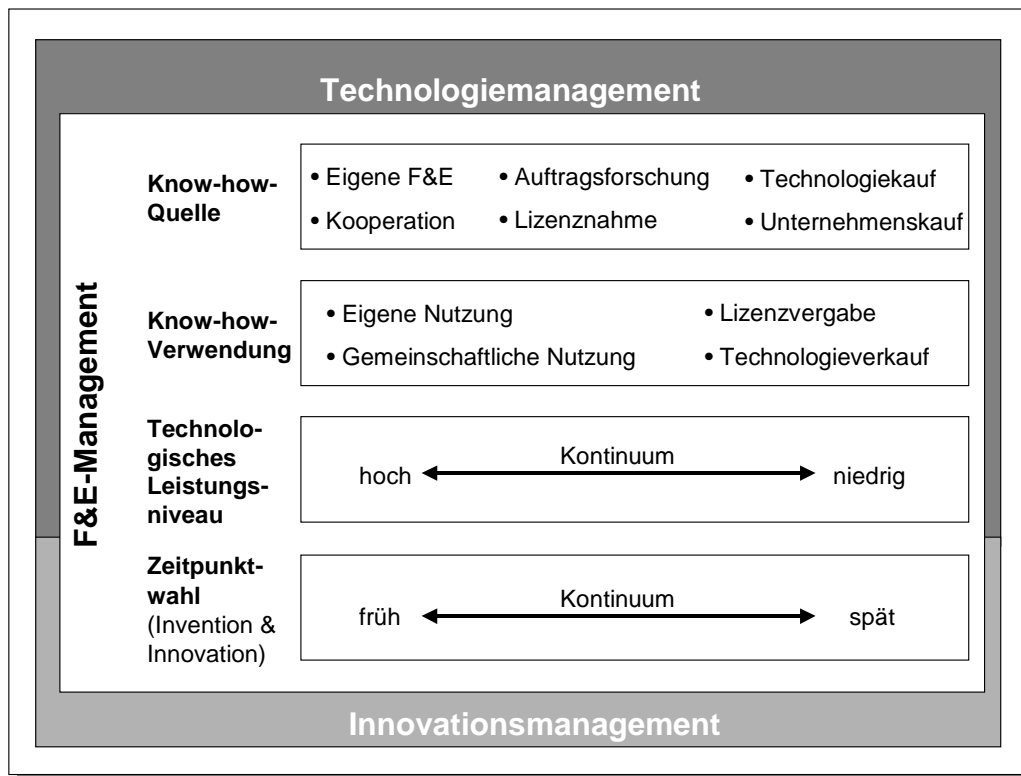 Technologiemanagement
F&E-Management
Know-how-
Quelle
• Eigene F&E • Auftragsforschung • Technologiekauf
• Kooperation • Lizenznahme • Unternehmenskauf
Know-how-
Verwendung
• Eigene Nutzung • Lizenzvergabe
• Gemeinschaftliche Nutzung • Technologieverkauf
Technolo-
gisches
Leistungs-
niveau
Kontinuum
hoch niedrig
Zeitpunkt-
wahl
(Invention &
Innovation)
Kontinuum
früh spät
Innovationsmanagement